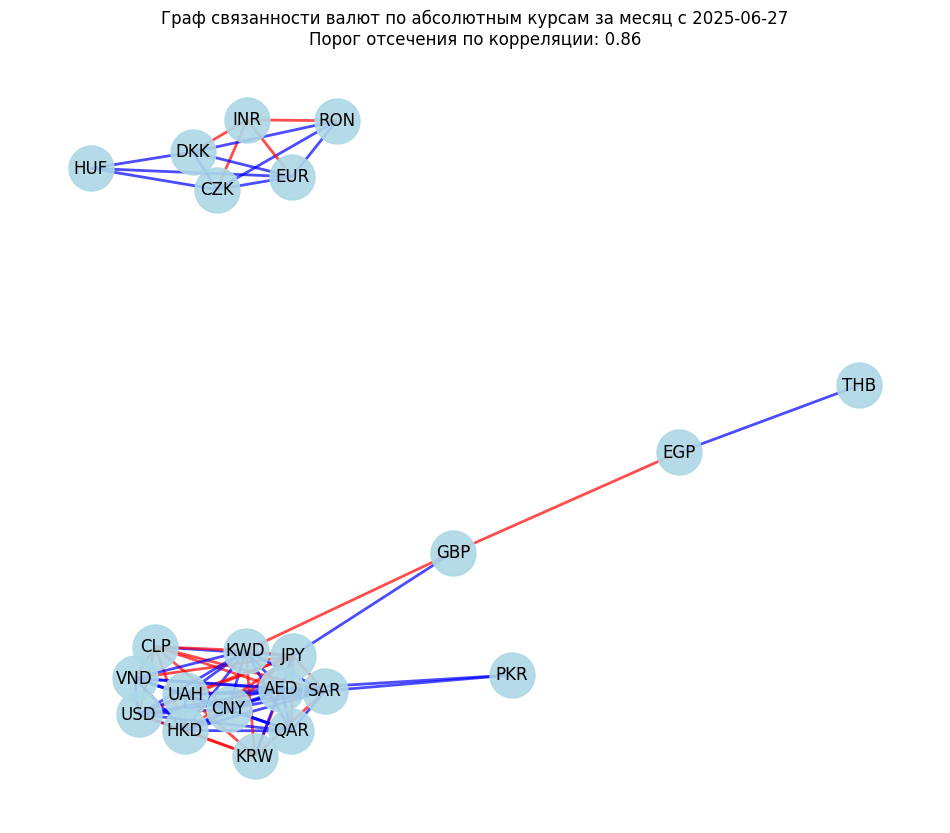 Граф связанности валют по абсолютным курсам за месяц с 2025-06-27
Порог отсечения по корреляции: 0.86
INR
RON
DKK
HUF
EUR
CZK
THB
EGP
GBP
CLP
KWD
JPY
PKR
VND
AED
SAR
UAH
CNY
USD
HKD
QAR
KRW